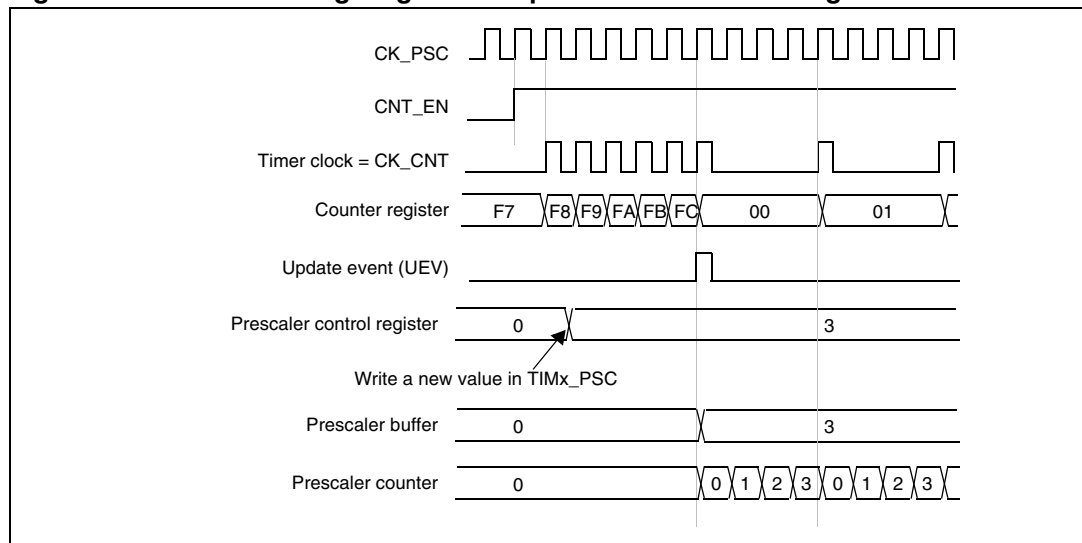 CK_PSC
CNT_EN
Timer clock = CK_CNT
Counter register F7 F8 F9 FA FB FC 00 01
Update event (UEV)
Prescaler control register 0 3
Write a new value in TIMx_PSC
Prescaler buffer 0 3
Prescaler counter 0 0 1 2 3 0 1 2 3